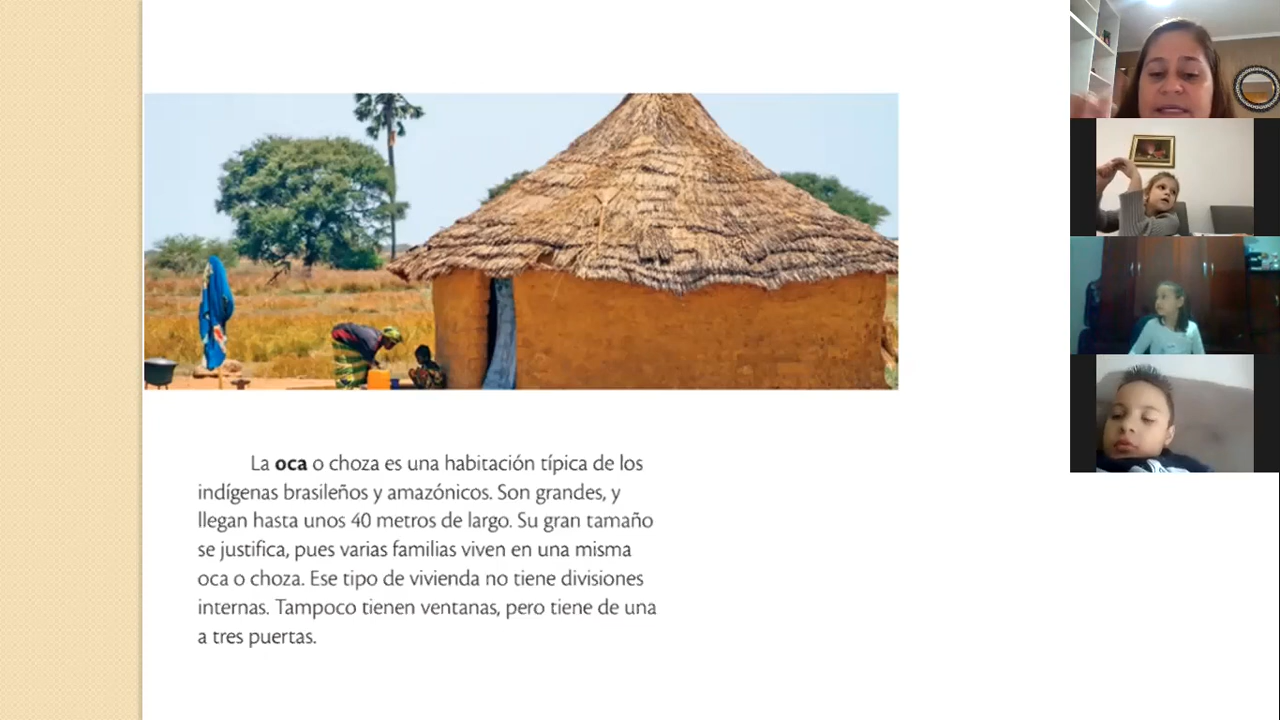 La oca o choza es una habitación típica de los
indígenas brasileños y amazónicos. Son grandes, y
llegan hasta unos 40 metros de largo. Su gran tamaño
se justifica, pues varias familias viven en una misma
oca o choza. Ese tipo de vivienda no tiene divisiones
internas. Tampoco tienen ventanas, pero tiene de una
a tres puertas.